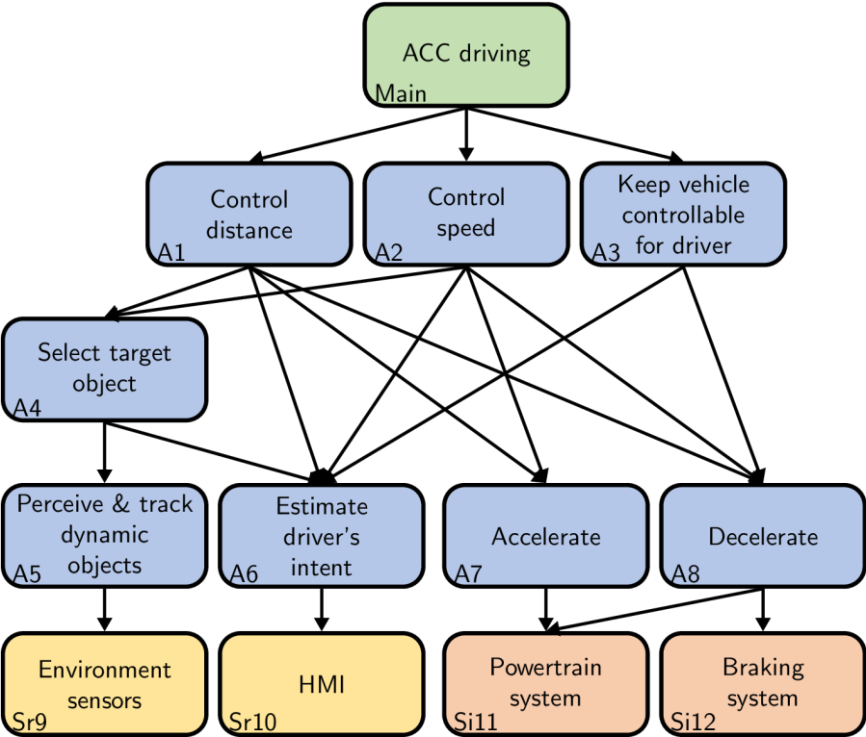 ACC driving
Main
Control
distance
A1
Control
speed
A2
Keep vehicle
controllable
for driver
A3
Select target
object
A4
Perceive & track
dynamic
objects
A5
Estimate
driver's
intent
A6
Accelerate
A7
Decelerate
A8
Environment
sensors
Sr9
HMI
Sr10
Powertrain
system
Si11
Braking
system
Si12